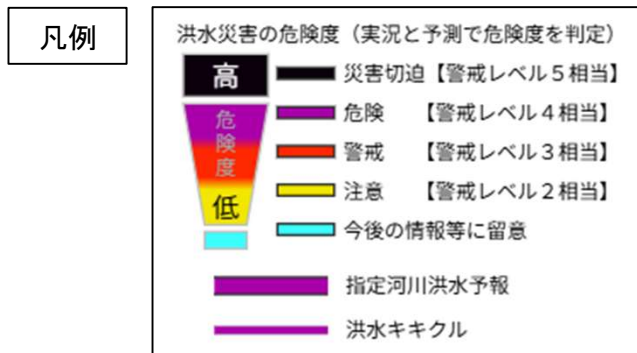 凡例
洪水災害の危険度（実況と予測で危険度を判定）
高
災害切迫【警戒レベル５相当】
危険度
危険　【警戒レベル４相当】
警戒　【警戒レベル３相当】
低
注意　【警戒レベル２相当】
今後の情報等に留意
指定河川洪水予報
洪水キキクル